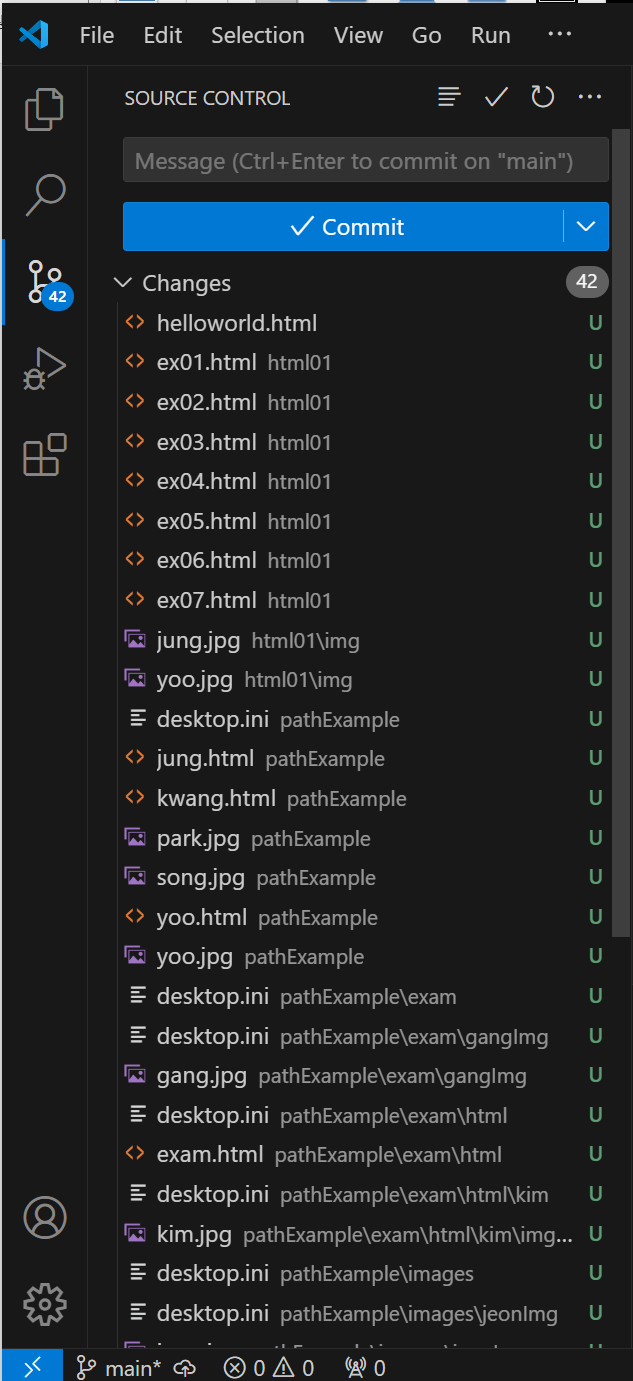 File Edit Selection View Go Run ...
SOURCE CONTROL
Message (Ctrl+Enter to commit on "main")
Commit
Changes 42
42
helloworld.html U
ex01.html html01 U
ex02.html html01 U
ex03.html html01 U
ex04.html html01 U
ex05.html html01 U
ex06.html html01 U
ex07.html html01 U
jung.jpg html01\img U
yoo.jpg html01\img U
desktop.ini pathExample U
jung.html pathExample U
kwang.html pathExample U
park.jpg pathExample U
song.jpg pathExample U
yoo.html pathExample U
yoo.jpg pathExample U
desktop.ini pathExample\exam U
desktop.ini pathExample\exam\gangImg U
gang.jpg pathExample\exam\gangImg U
desktop.ini pathExample\exam\html U
exam.html pathExample\exam\html U
desktop.ini pathExample\exam\html\kim U
kim.jpg pathExample\exam\html\kim\img... U
desktop.ini pathExample\images U
desktop.ini pathExample\images\jeonImg U
main* 0 0 0